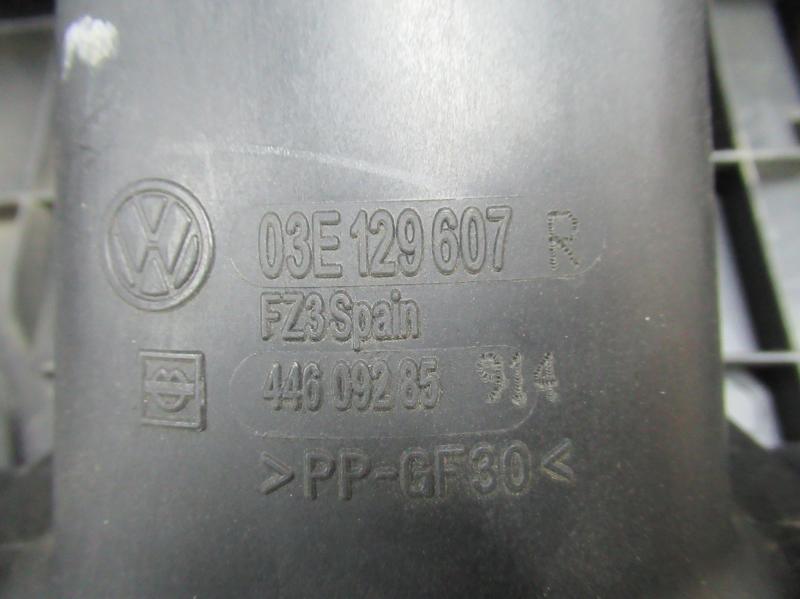 03E 129 607 R
FZ3 Spain
446 092 85 914
>PP-GF30<